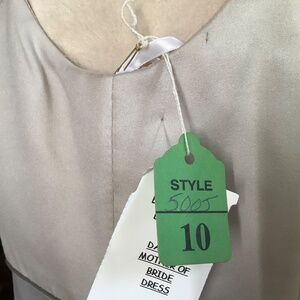 STYLE
5005
10
MOTHER OF
BRIDE
DRESS